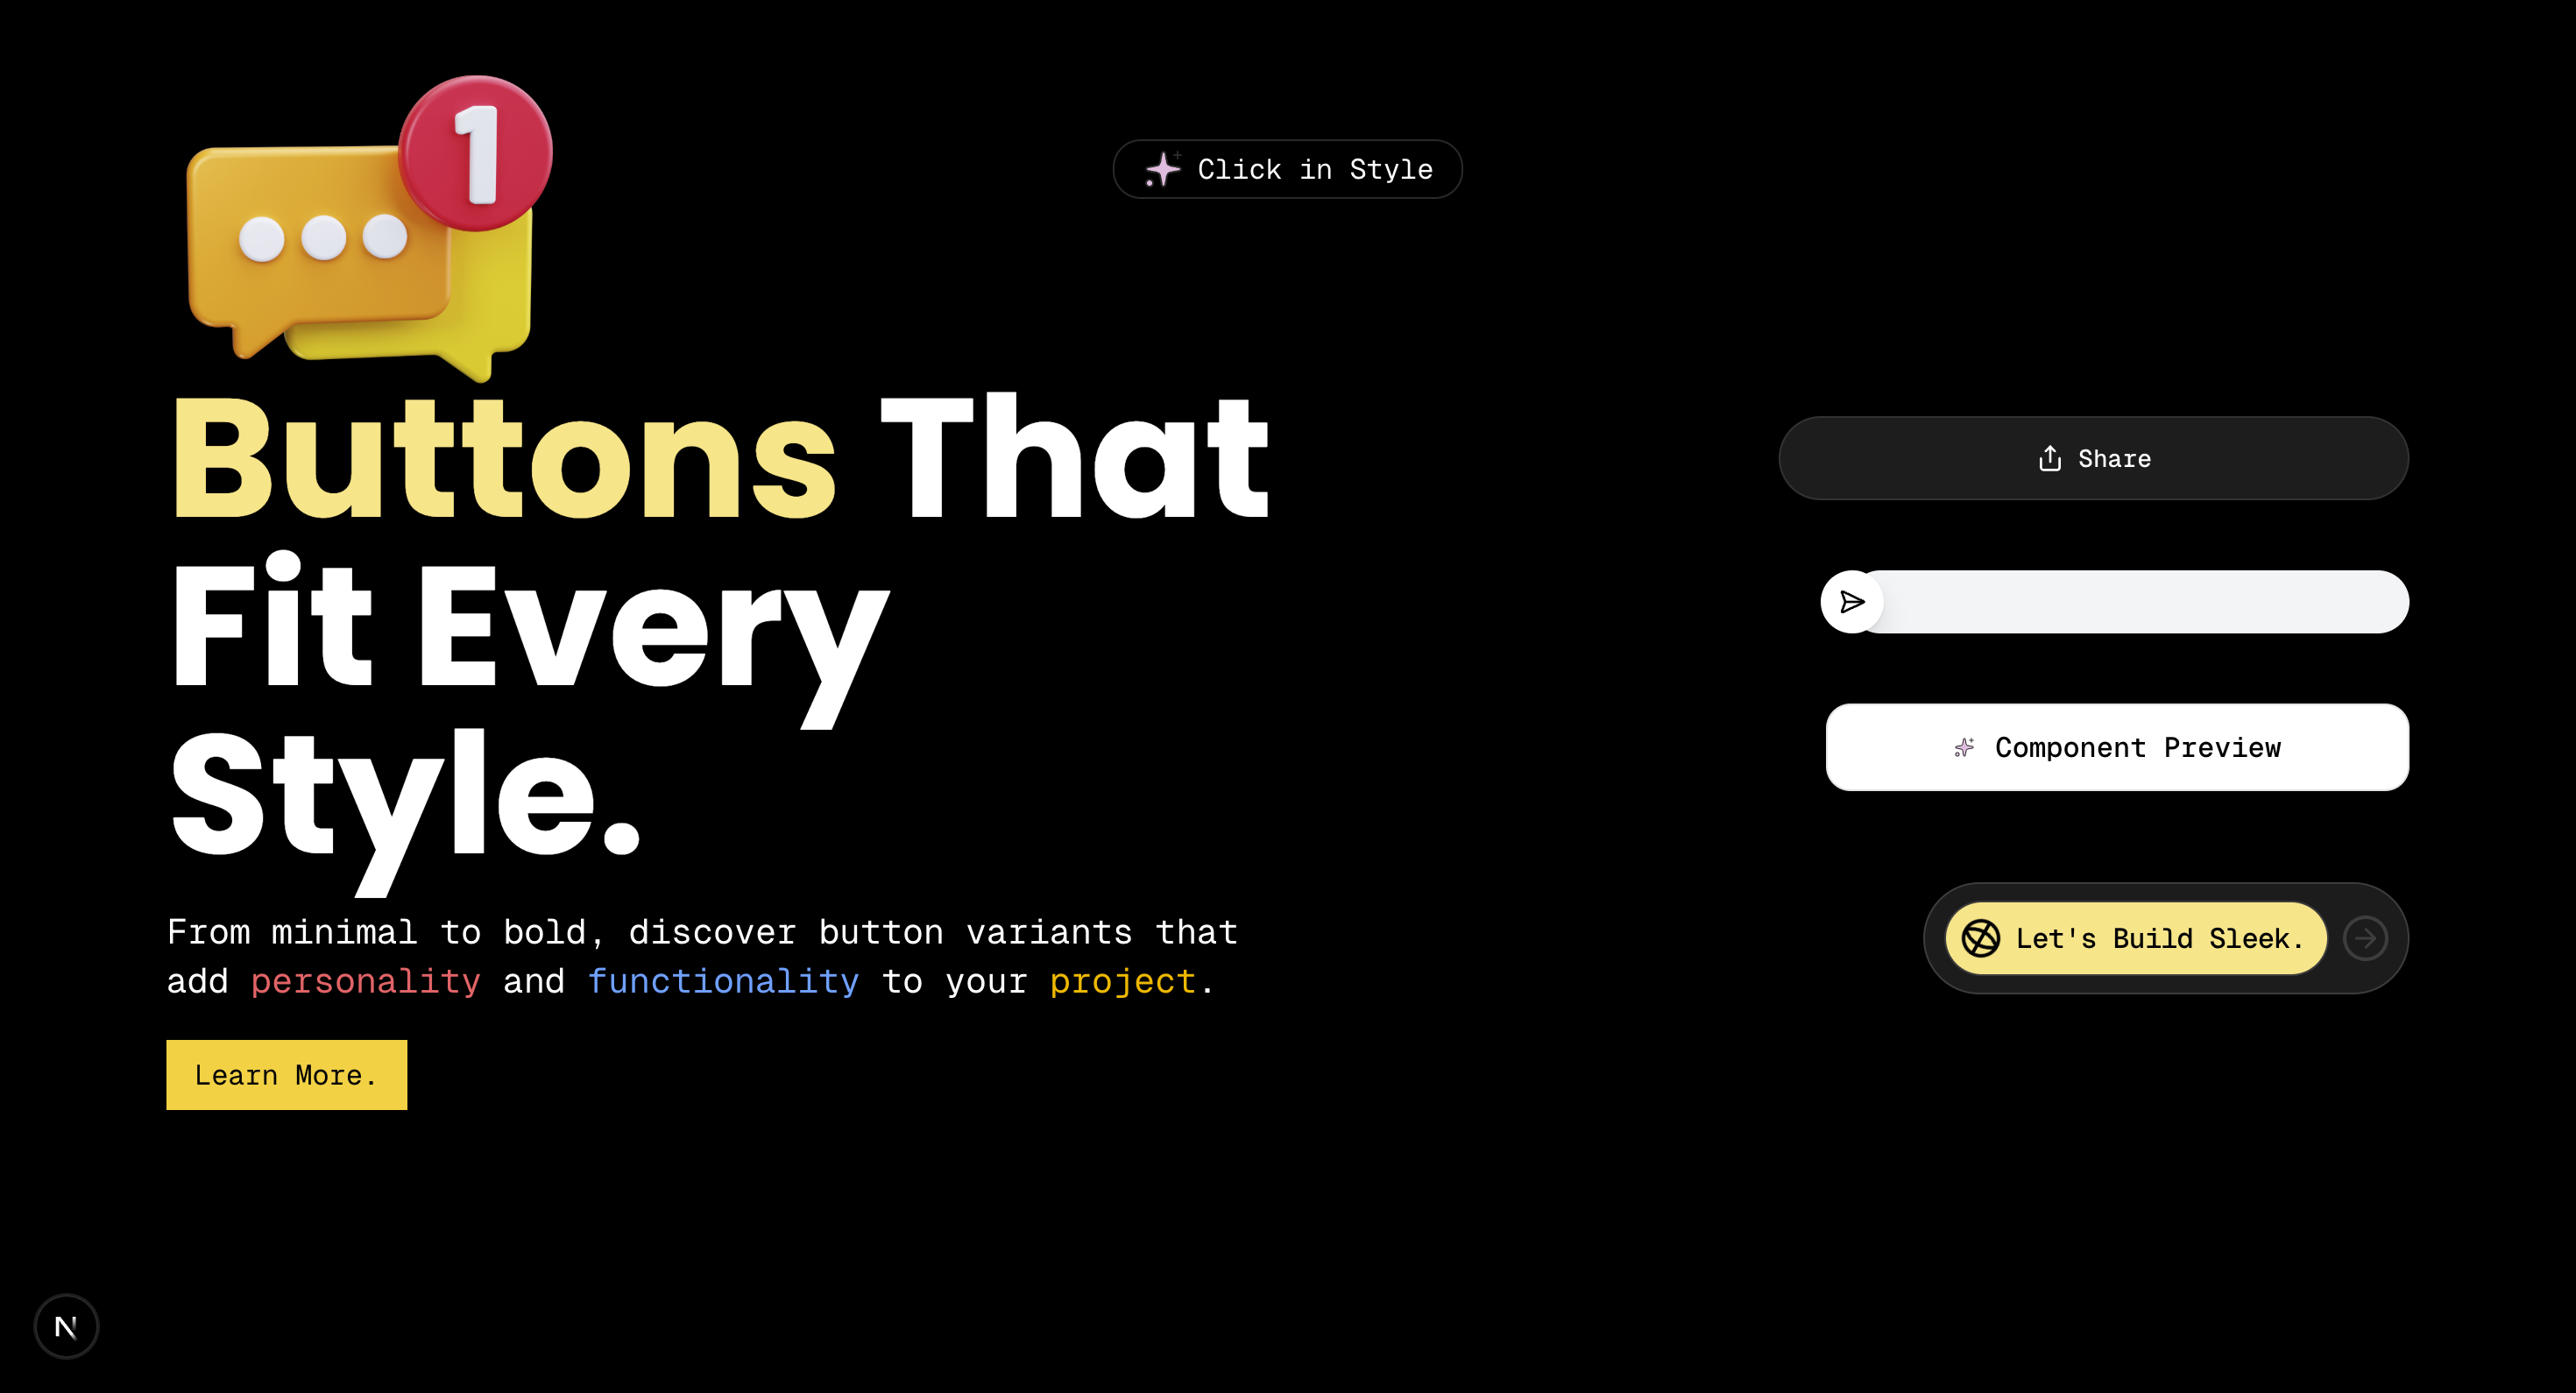 1
Click in Style
Buttons That
Fit Every
Style.
From minimal to bold, discover button variants that
add personality and functionality to your project.
Learn More.
Share
Component Preview
Let's Build Sleek.
N